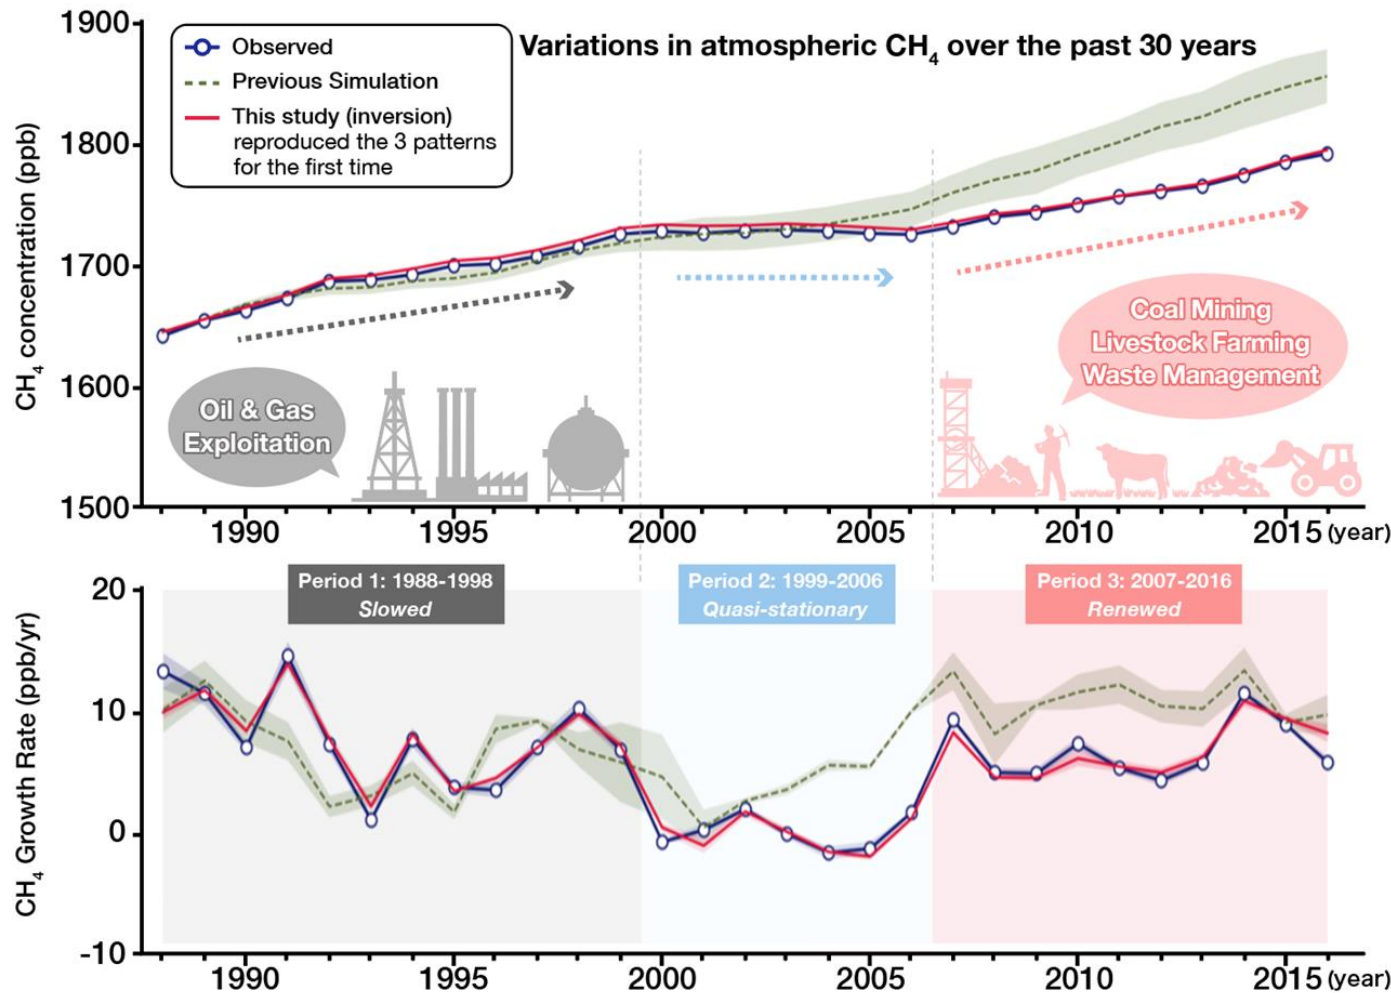 Variations in atmospheric CH₄ over the past 30 years
Observed
Previous Simulation
This study (inversion)
reproduced the 3 patterns
for the first time
CH₄ concentration (ppb)
1900
1800
1700
1600
1500
Oil & Gas
Exploitation
Coal Mining
Livestock Farming
Waste Management
1990 1995 2000 2005 2010 2015 (year)
Period 1: 1988-1998
Slowed
Period 2: 1999-2006
Quasi-stationary
Period 3: 2007-2016
Renewed
CH₄ Growth Rate (ppb/yr)
20
10
0
-10
1990 1995 2000 2005 2010 2015 (year)